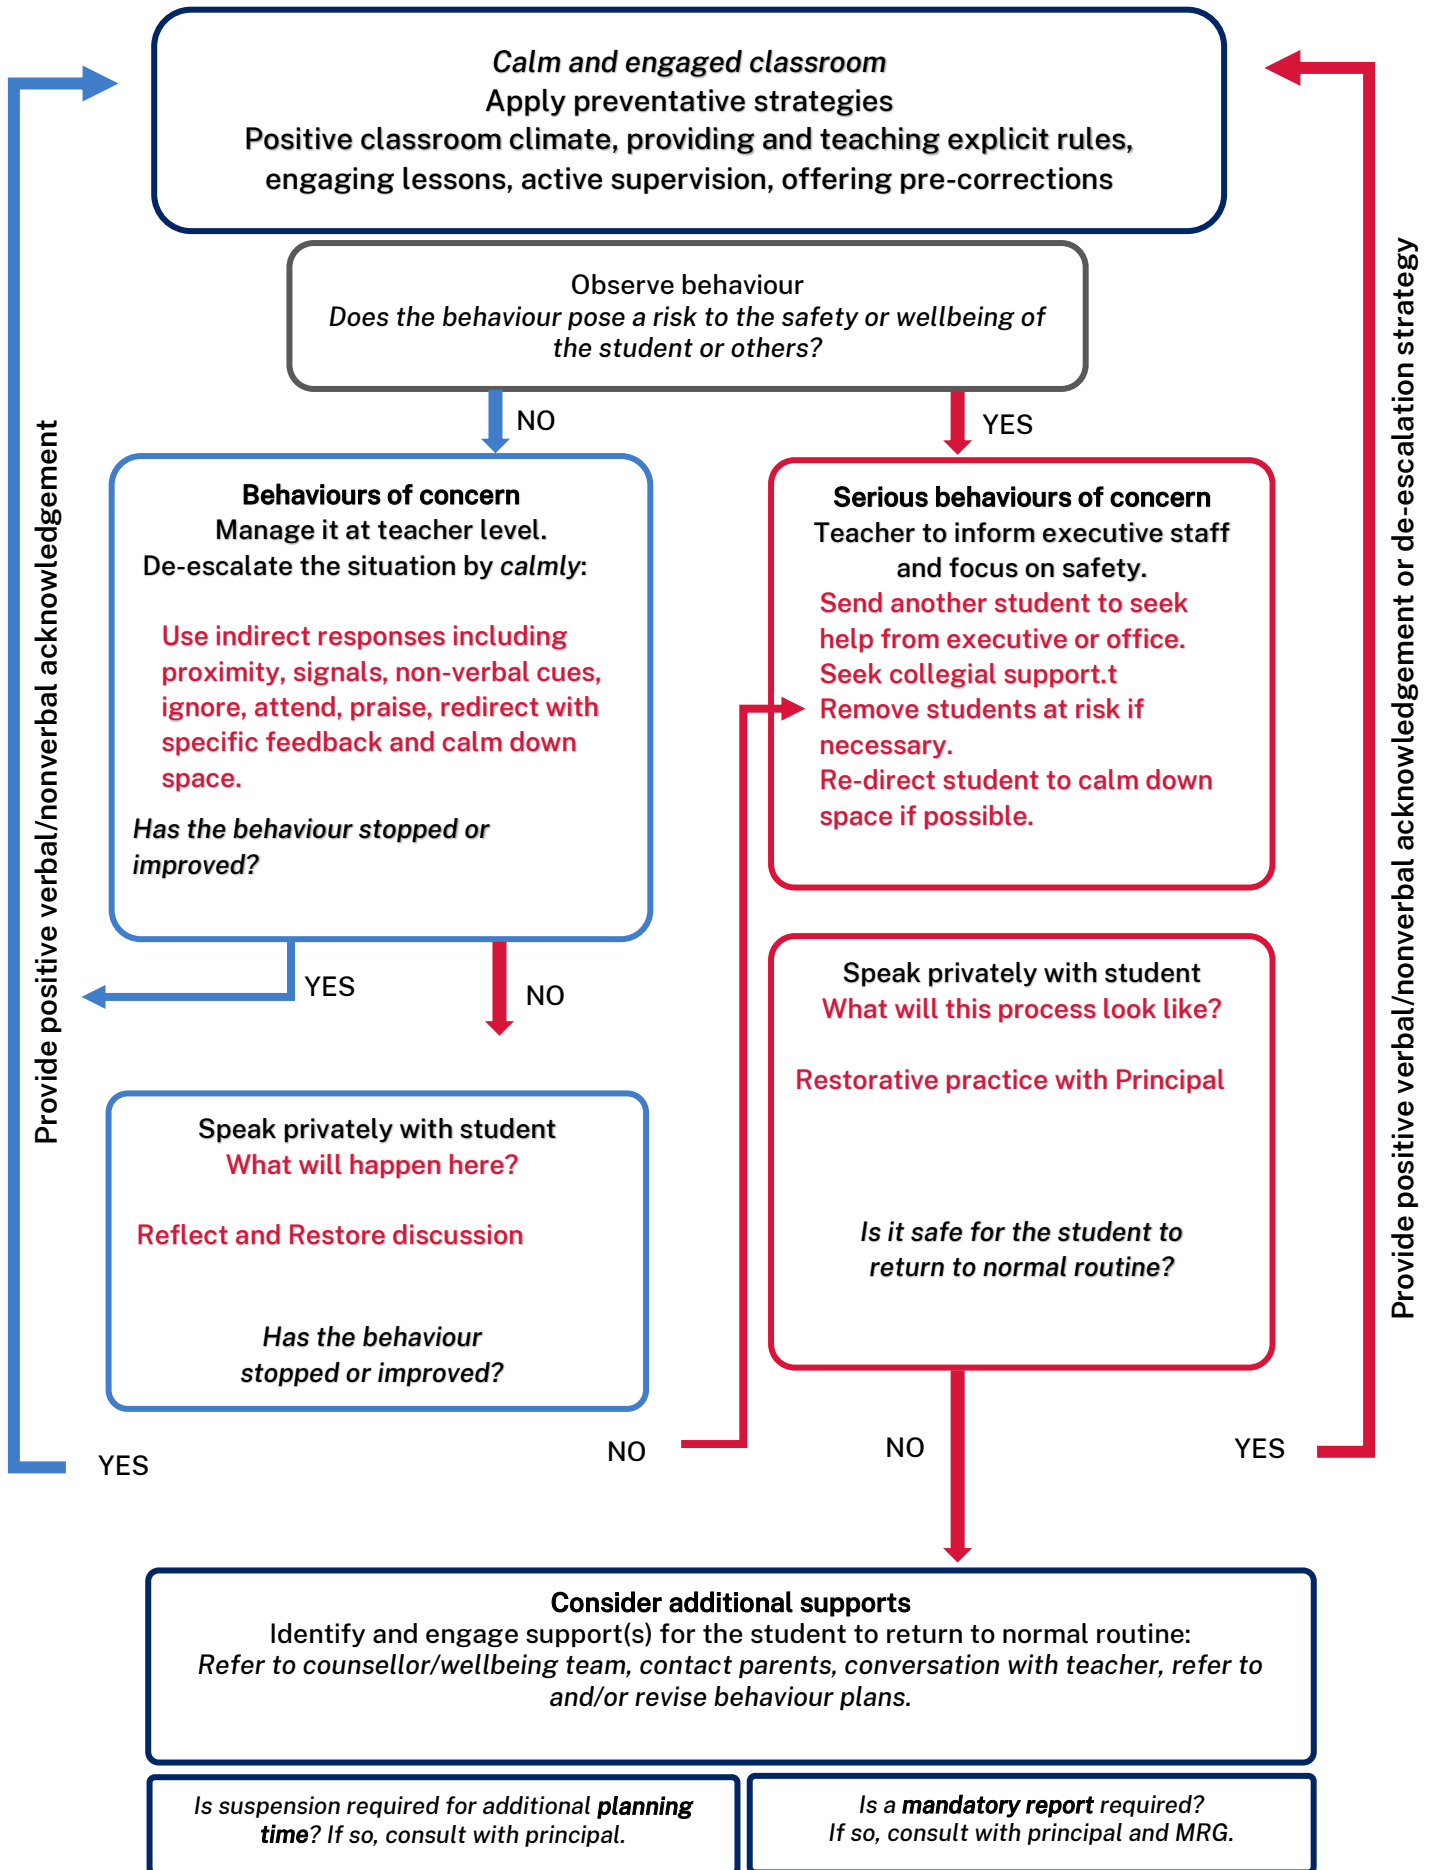 Calm and engaged classroom
Apply preventative strategies
Positive classroom climate, providing and teaching explicit rules,
engaging lessons, active supervision, offering pre-corrections
Observe behaviour
Does the behaviour pose a risk to the safety or wellbeing of
the student or others?
NO
YES
Behaviours of concern
Manage it at teacher level.
De-escalate the situation by calmly:
Use indirect responses including
proximity, signals, non-verbal cues,
ignore, attend, praise, redirect with
specific feedback and calm down
space.
Has the behaviour stopped or
improved?
YES
NO
Serious behaviours of concern
Teacher to inform executive staff
and focus on safety.
Send another student to seek
help from executive or office.
Seek collegial support.t
Remove students at risk if
necessary.
Re-direct student to calm down
space if possible.
Speak privately with student
What will happen here?
Reflect and Restore discussion
Has the behaviour
stopped or improved?
YES
NO
Speak privately with student
What will this process look like?
Restorative practice with Principal
Is it safe for the student to
return to normal routine?
NO
YES
Provide positive verbal/nonverbal acknowledgement
Provide positive verbal/nonverbal acknowledgement or de-escalation strategy
Consider additional supports
Identify and engage support(s) for the student to return to normal routine:
Refer to counsellor/wellbeing team, contact parents, conversation with teacher, refer to
and/or revise behaviour plans.
Is suspension required for additional planning
time? If so, consult with principal.
Is a mandatory report required?
If so, consult with principal and MRG.